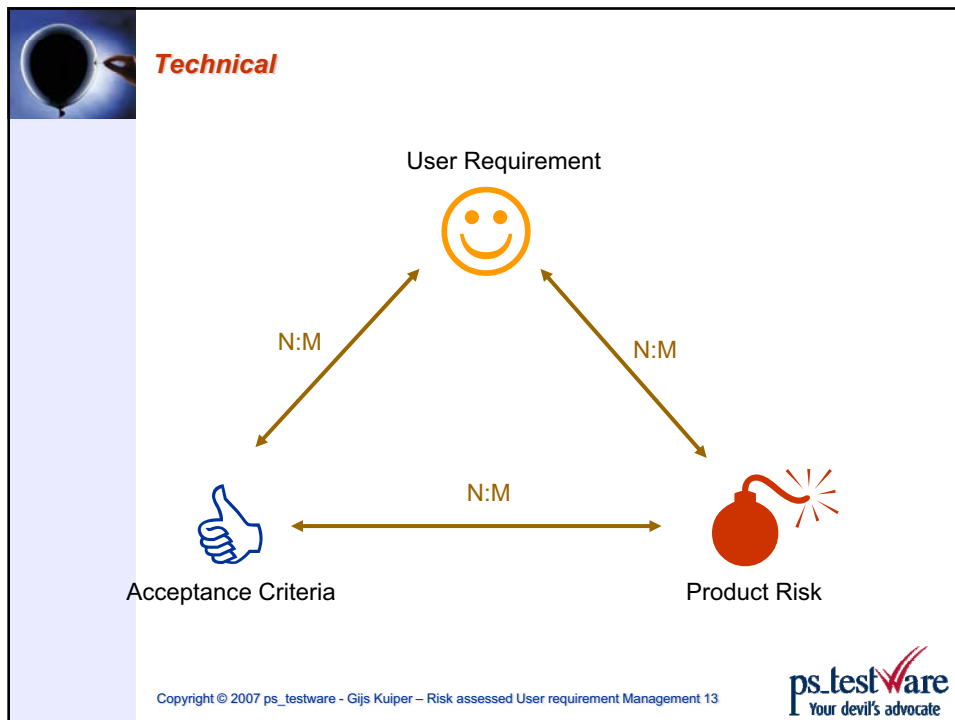 Technical
User Requirement
N:M
N:M
N:M
Acceptance Criteria
Product Risk
Copyright © 2007 ps_testware - Gijs Kuiper – Risk assessed User requirement Management 13
ps_testware
Your devil's advocate